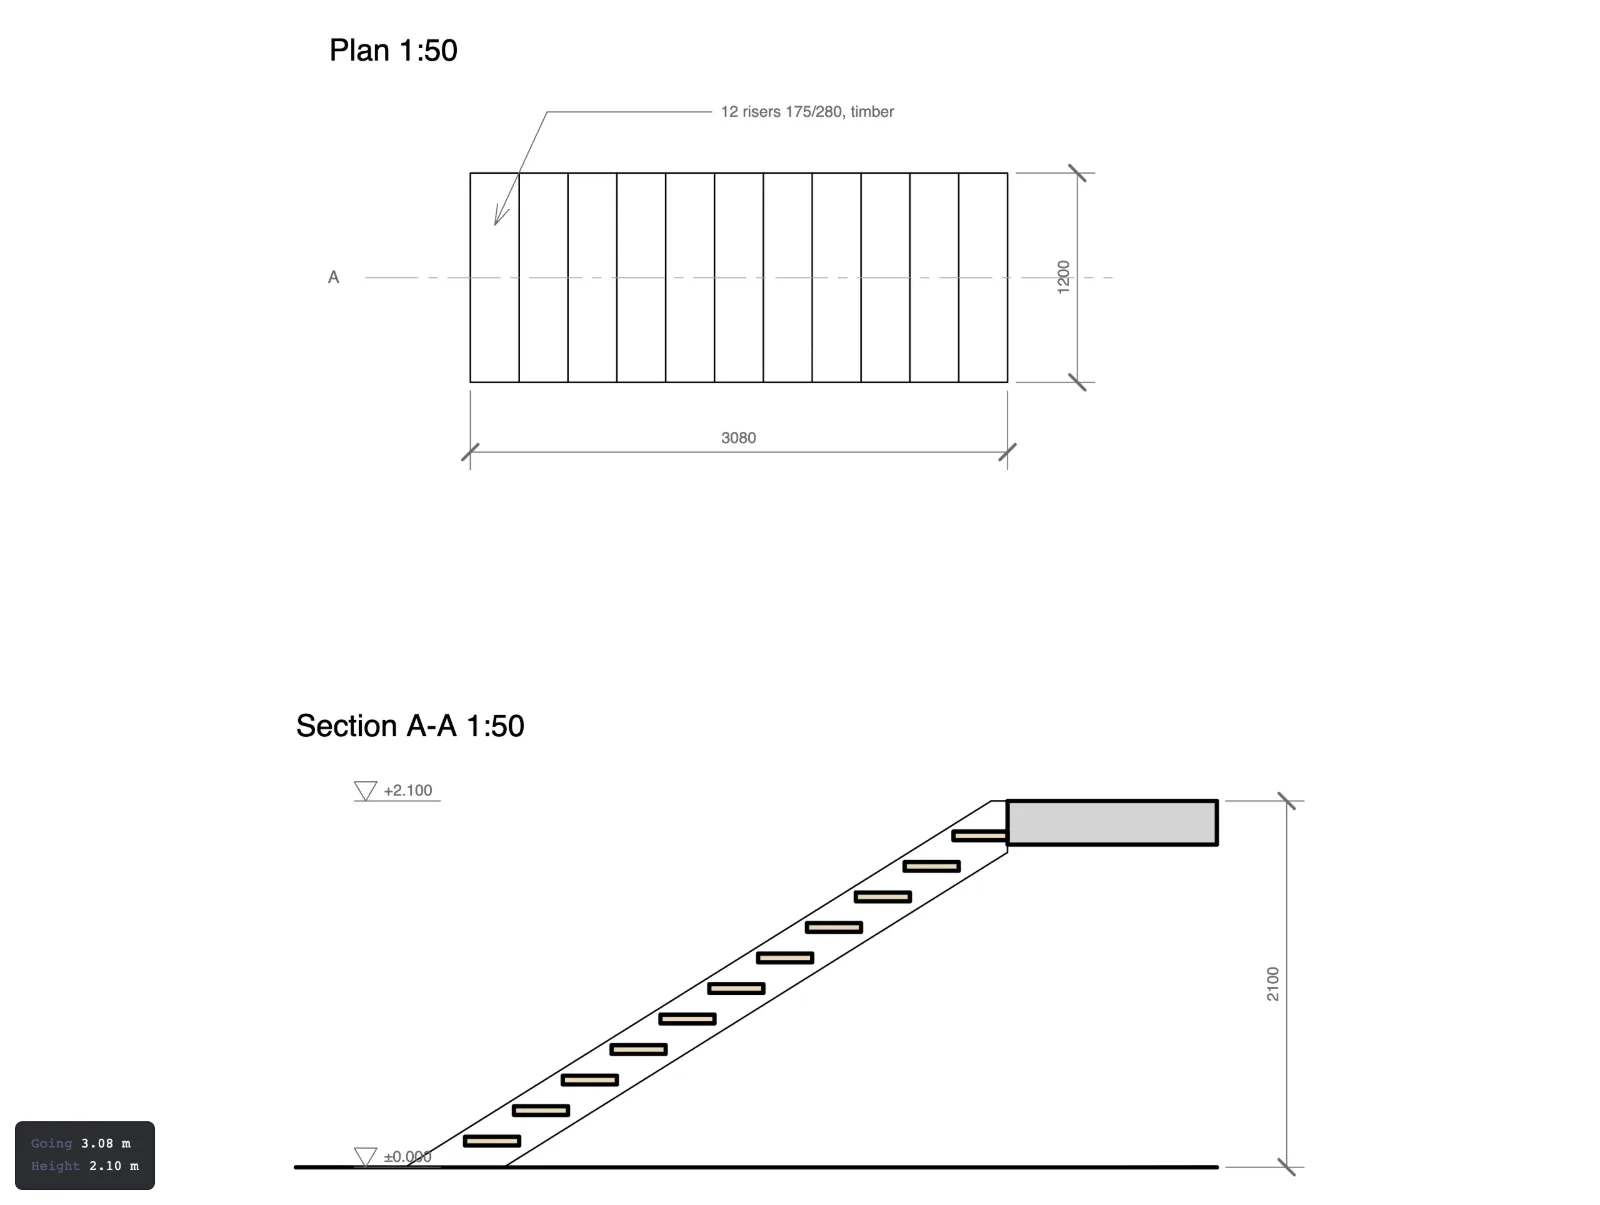 Plan 1:50
12 risers 175/280, timber
A
1200
3080
Section A-A 1:50
+2.100
2100
±0.000
Going 3.08 m
Height 2.10 m